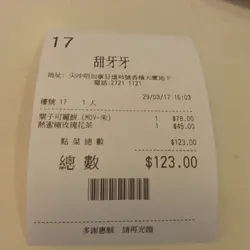 17
甜牙牙
電話:2721 1121
檯號 17 1人 29/03/17 16:03
栗子可麗餅(MOV-朱) 1 $78.00
熱蜜桃玫瑰花茶 1 $45.00
點菜總數 $123.00
總數 $123.00
多謝惠顧 請再光臨